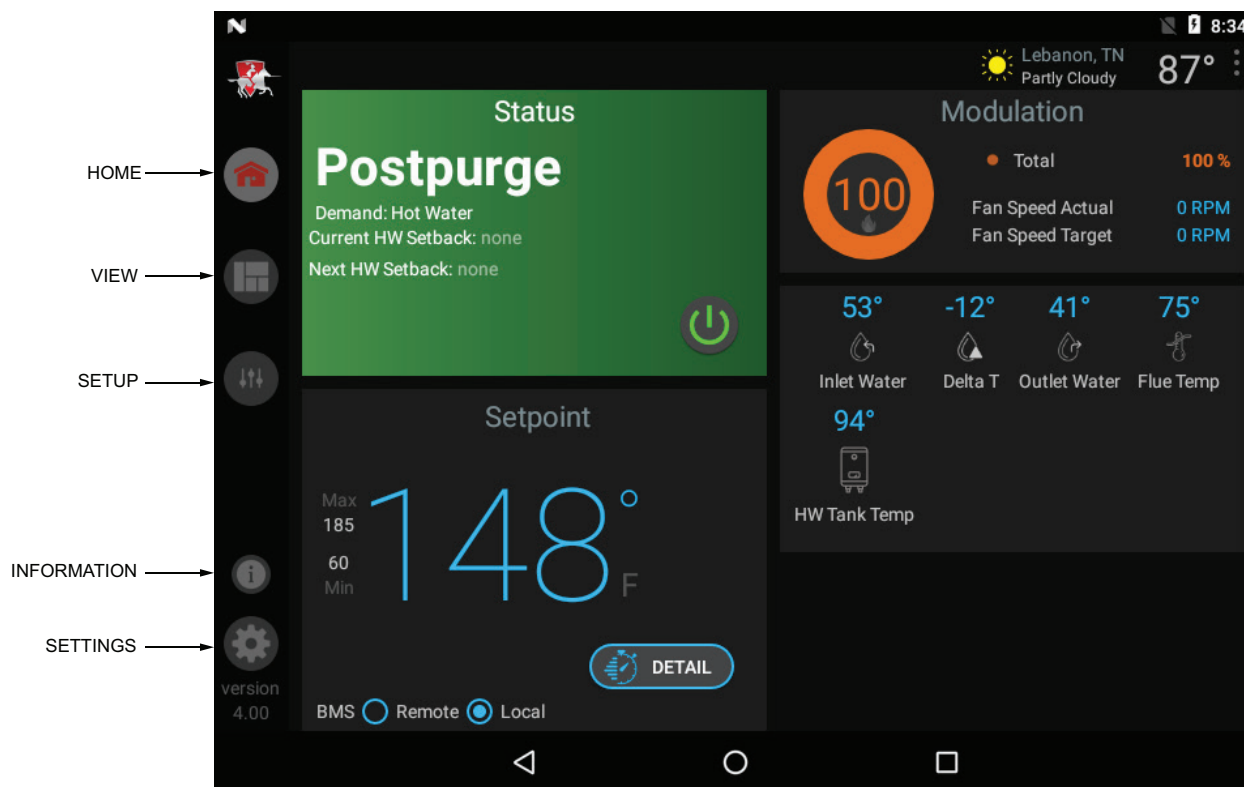 8:34
Lebanon, TN
Partly Cloudy
87°
HOME
VIEW
SETUP
INFORMATION
SETTINGS
version
4.00
Status
Postpurge
Demand: Hot Water
Current HW Setback: none
Next HW Setback: none
Modulation
100
Total 100 %
Fan Speed Actual 0 RPM
Fan Speed Target 0 RPM
53° -12° 41° 75°
Inlet Water Delta T Outlet Water Flue Temp
94°
HW Tank Temp
Setpoint
Max
185
60
Min
148° F
DETAIL
BMS Remote Local